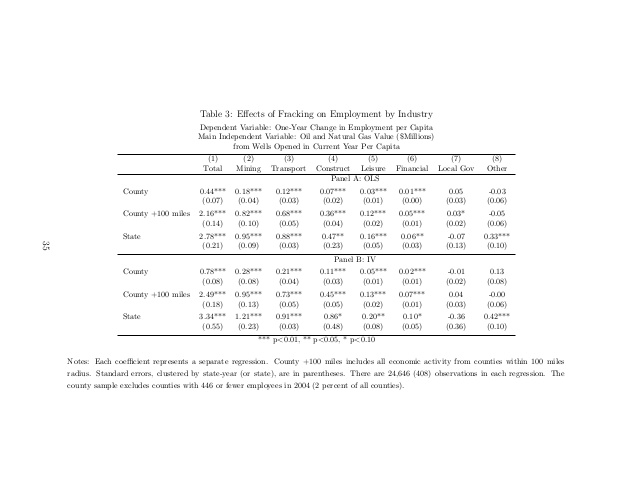 Table 3: Effects of Fracking on Employment by Industry
Dependent Variable: One-Year Change in Employment per Capita
Main Independent Variable: Oil and Natural Gas Value ($Millions)
from Wells Opened in Current Year Per Capita
(1) (2) (3) (4) (5) (6) (7) (8)
Total Mining Transport Construct Leisure Financial Local Gov Other
Panel A: OLS
County 0.44*** 0.18*** 0.12*** 0.07*** 0.03*** 0.01*** 0.05 -0.03
(0.07) (0.04) (0.03) (0.02) (0.01) (0.00) (0.03) (0.06)
County +100 miles 2.16*** 0.82*** 0.68*** 0.36*** 0.12*** 0.05*** 0.03* -0.05
(0.14) (0.10) (0.05) (0.04) (0.02) (0.01) (0.02) (0.06)
State 2.78*** 0.95*** 0.88*** 0.47** 0.16*** 0.06** -0.07 0.33***
(0.21) (0.09) (0.03) (0.23) (0.05) (0.03) (0.13) (0.10)
Panel B: IV
County 0.78*** 0.28*** 0.21*** 0.11*** 0.05*** 0.02*** -0.01 0.13
(0.08) (0.08) (0.04) (0.03) (0.01) (0.01) (0.02) (0.08)
County +100 miles 2.49*** 0.95*** 0.73*** 0.45*** 0.13*** 0.07*** 0.04 -0.00
(0.18) (0.13) (0.05) (0.05) (0.02) (0.01) (0.03) (0.06)
State 3.34*** 1.21*** 0.91*** 0.86* 0.20** 0.10* -0.36 0.42***
(0.55) (0.23) (0.03) (0.48) (0.08) (0.05) (0.36) (0.10)
*** p<0.01, ** p<0.05, * p<0.10
Notes: Each coefficient represents a separate regression. County +100 miles includes all economic activity from counties within 100 miles
radius. Standard errors, clustered by state-year (or state), are in parentheses. There are 24,646 (408) observations in each regression. The
county sample excludes counties with 446 or fewer employees in 2004 (2 percent of all counties).
35